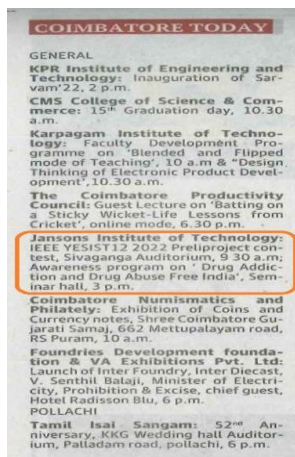 COIMBATORE TODAY
GENERAL
KPR Institute of Engineering and
Technology: Inauguration of Sar-
vam'22, 2 p.m.
CMS College of Science & Com-
merce: 15th Graduation day, 10.30
a.m.
Karpagam Institute of Techno-
logy: Faculty Development Pro-
gramme on 'Blended and Flipped
mode of Teaching', 10 a.m & "Design
Thinking of Electronic Product Devel-
opment',10.30 a.m.
The Coimbatore Productivity
Council: Guest Lecture on 'Batting on
a Sticky Wicket-Life Lessons from
Cricket', online mode, 6.30 p.m.
Jansons Institute of Technology:
IEEE YESIST12 2022 Preliproject con-
test, Sivaganga Auditorium, 9 30 a.m;
Awareness program on ' Drug Addic-
tion and Drug Abuse Free India', Sem-
inar hall, 3 p.m.
Coimbatore Numismatics and
Philately: Exhibition of Coins and
Currency notes, Shree Coimbatore Gu-
jarati Samaj, 662 Mettupalayam road,
RS Puram, 10 a.m.
Foundries Development founda-
tion & VA Exhibitions Pvt. Ltd:
Launch of Inter Foundry, Inter Diecast,
V. Senthil Balaji, Minister of Electri-
city, Prohibition & Excise, chief guest,
Hotel Radisson Blu, 6 p.m.
POLLACHI
Tamil Isai Sangam: 52nd An-
niversary, KKG Wedding hall Auditor-
ium, Palladam road, pollachi, 6 p.m.